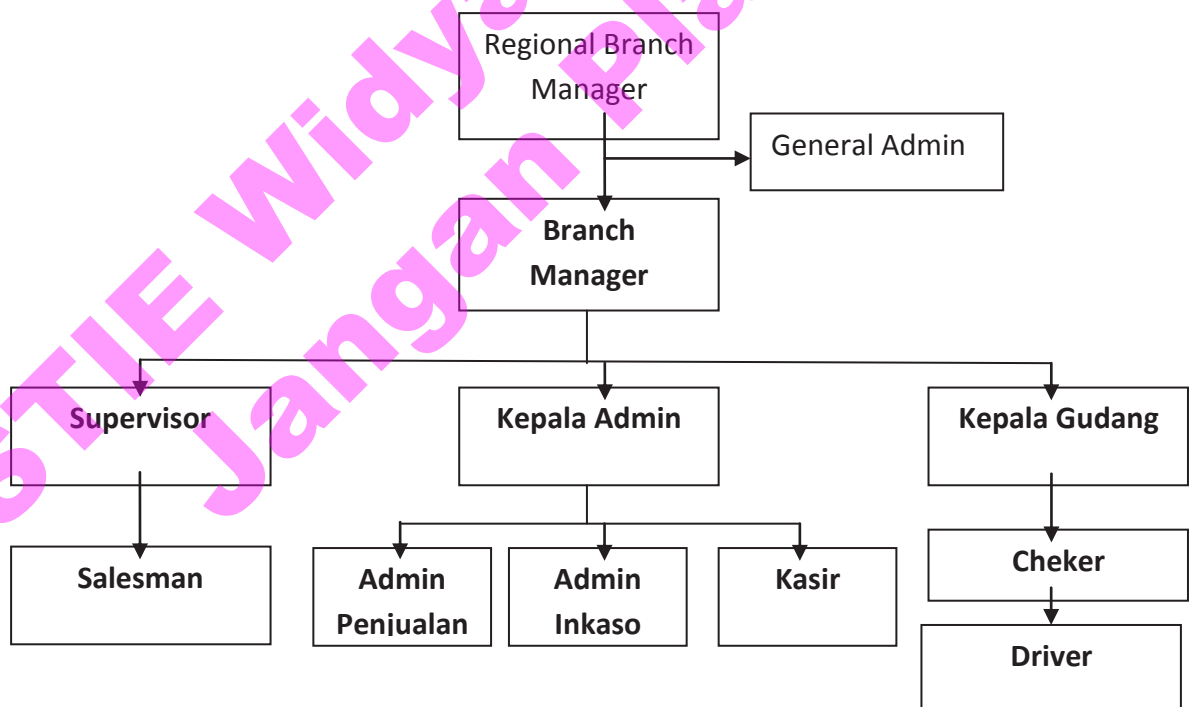 Regional Branch
Manager
General Admin
Branch
Manager
Supervisor
Kepala Admin
Kepala Gudang
Salesman
Admin
Penjualan
Admin
Inkaso
Kasir
Cheker
Driver
STIE Widya
Jangan